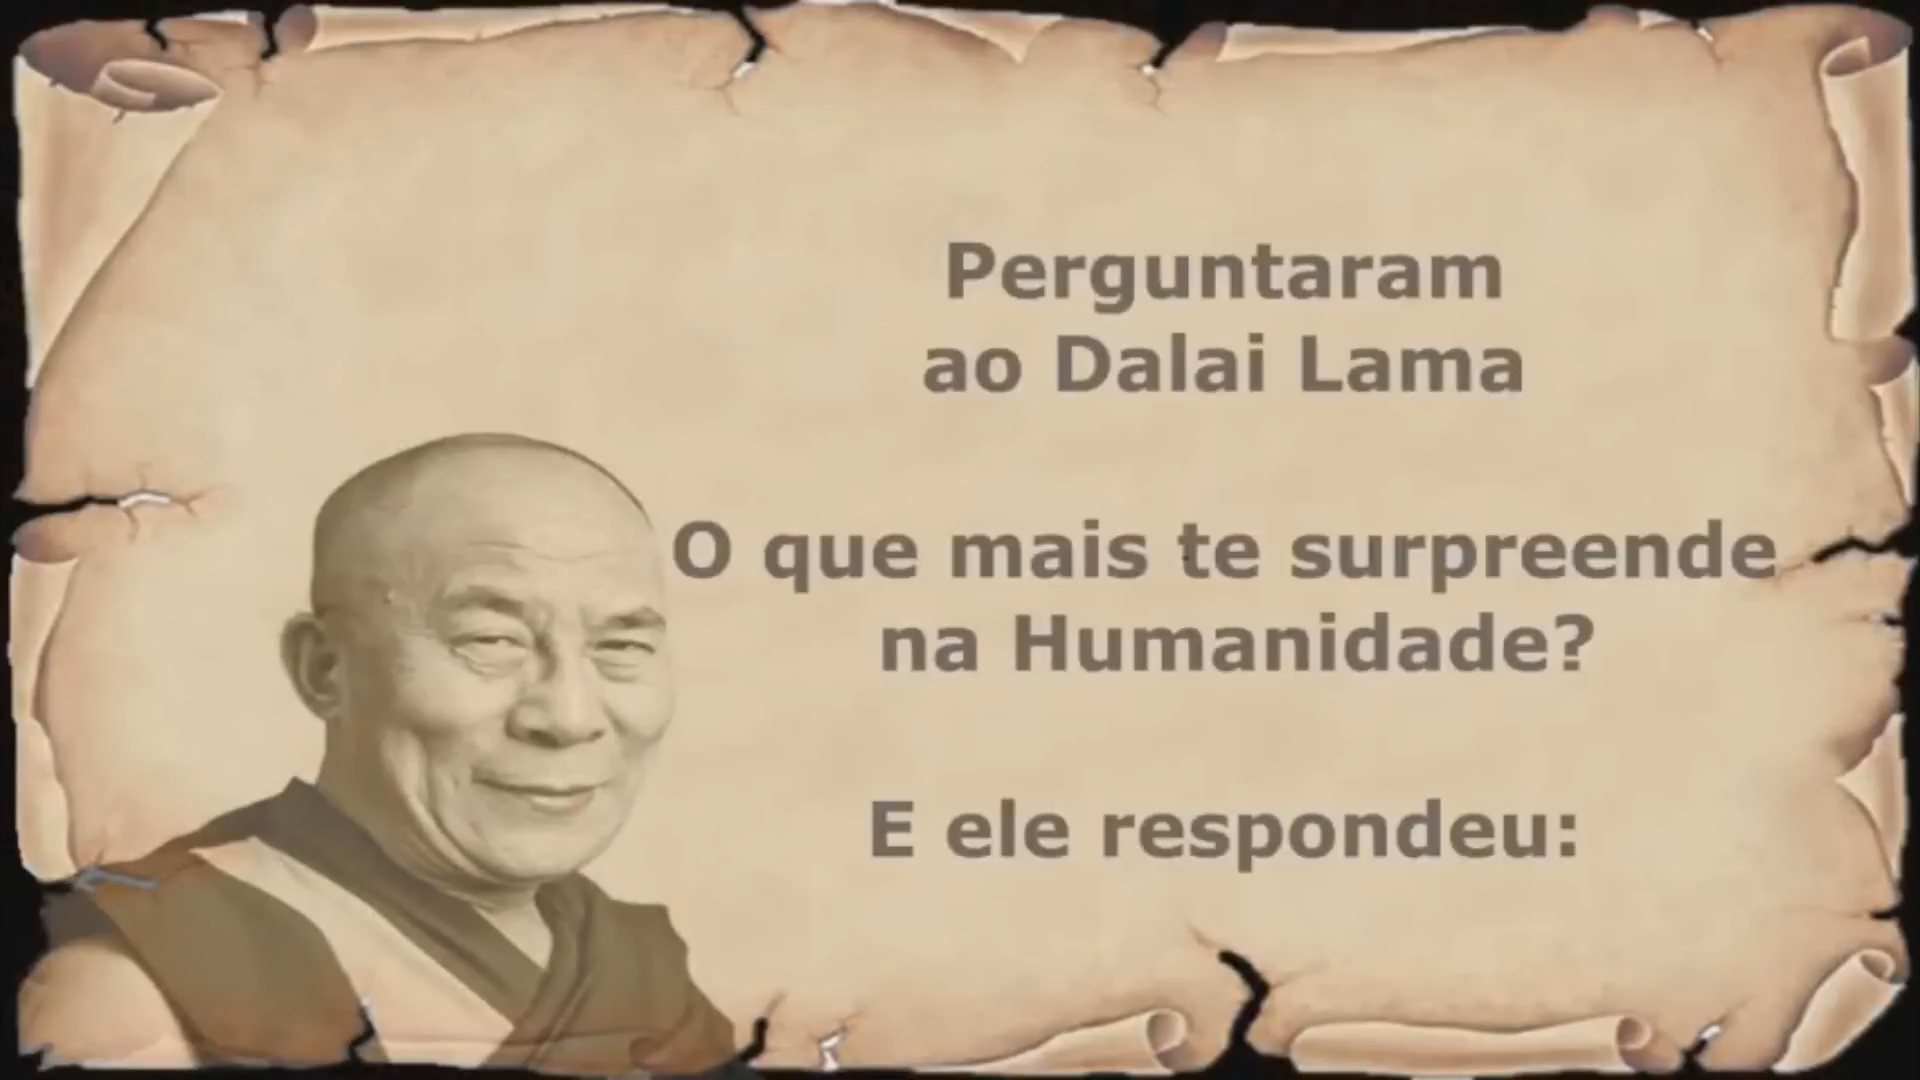 Perguntaram
ao Dalai Lama
O que mais te surpreende
na Humanidade?
E ele respondeu: